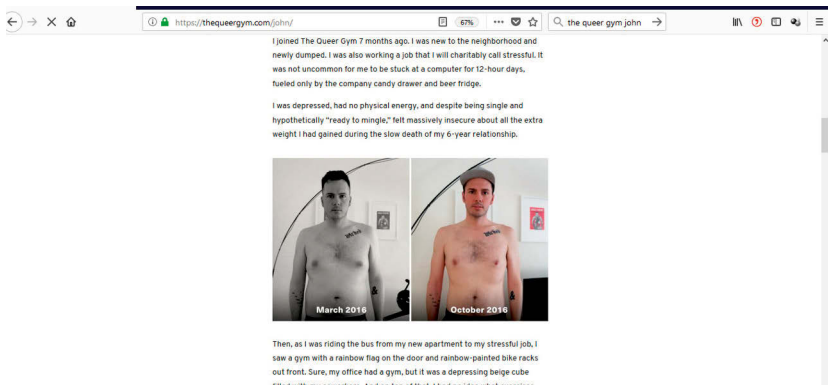 https://thequeergym.com/john/
67%
the queer gym john
I joined The Queer Gym 7 months ago. I was new to the neighborhood and
newly dumped. I was also working a job that I will charitably call stressful. It
was not uncommon for me to be stuck at a computer for 12-hour days,
fueled only by the company candy drawer and beer fridge.
I was depressed, had no physical energy, and despite being single and
hypothetically "ready to mingle," felt massively insecure about all the extra
weight I had gained during the slow death of my 6-year relationship.
March 2016
October 2016
Then, as I was riding the bus from my new apartment to my stressful job, I
saw a gym with a rainbow flag on the door and rainbow-painted bike racks
out front. Sure, my office had a gym, but it was a depressing beige cube